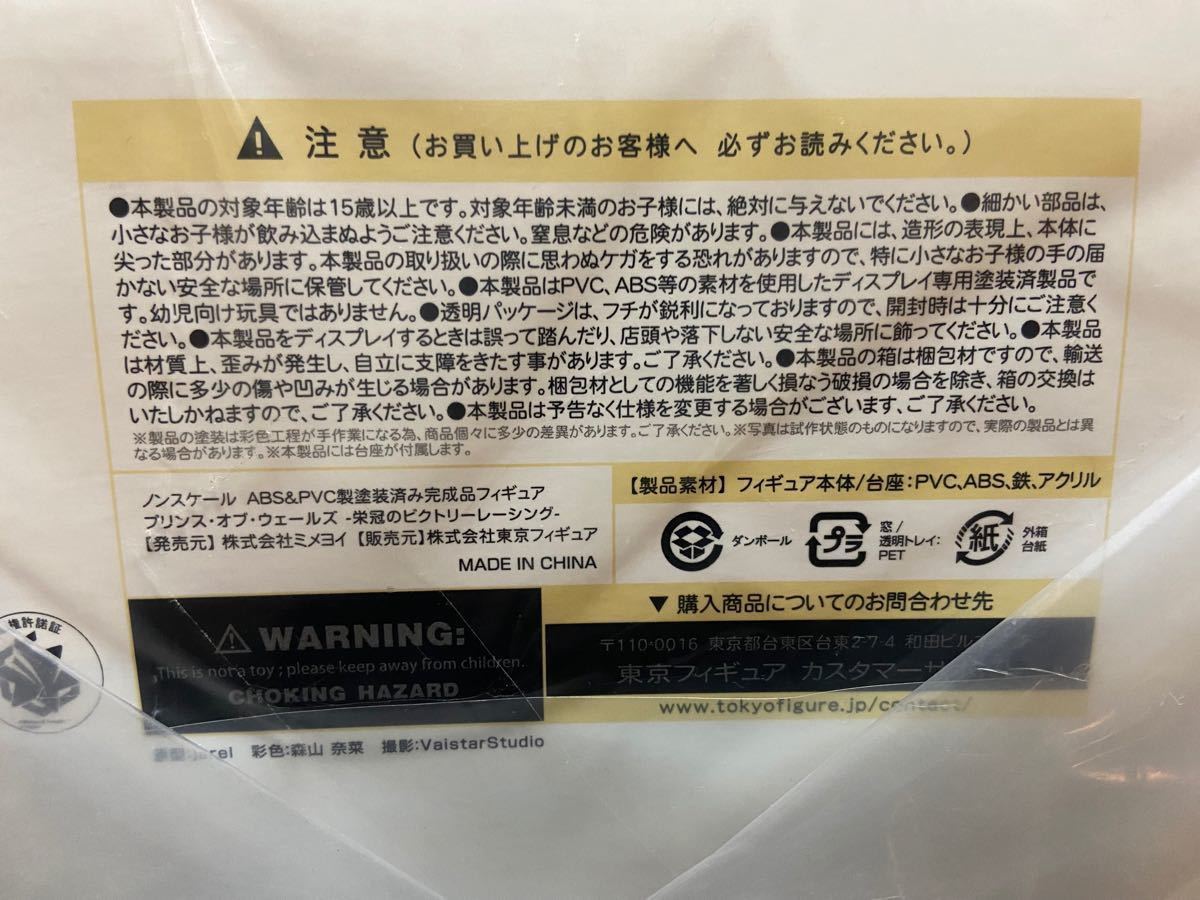 注意（お買い上げのお客様へ 必ずお読みください。）
●本製品の対象年齢は15歳以上です。対象年齢未満のお子様には、絶対に与えないでください。●細かい部品は、
小さなお子様が飲み込まぬようご注意ください。窒息などの危険があります。●本製品には、造形の表現上、本体に
尖った部分があります。本製品の取り扱いの際に思わぬケガをする恐れがありますので、特に小さなお子様の手の届
かない安全な場所に保管してください。●本製品はPVC、ABS等の素材を使用したディスプレイ専用塗装済製品で
す。幼児向け玩具ではありません。●透明パッケージは、フチが鋭利になっておりますので、開封時は十分にご注意く
ださい。●本製品をディスプレイするときは誤って踏んだり、店頭や落下しない安全な場所に飾ってください。●本製品
は材質上、歪みが発生し、自立に支障をきたす事があります。ご了承ください。●本製品の箱は梱包材ですので、輸送
の際に多少の傷や凹みが生じる場合があります。梱包材としての機能を著しく損なう破損の場合を除き、箱の交換は
いたしかねますので、ご了承ください。●本製品は予告なく仕様を変更する場合がございます、ご了承ください。
※製品の塗装は彩色工程が手作業になる為、商品個々に多少の差異があります。ご了承ください。※写真は試作状態のものになりますので、実際の製品とは異
なる場合があります。※本製品には台座が付属します。
ノンスケール ABS&PVC製塗装済み完成品フィギュア
プリンス・オブ・ウェールズ -栄冠のビクトリーレーシング-
【発売元】株式会社ミメヨイ【販売元】株式会社東京フィギュア
MADE IN CHINA
【製品素材】フィギュア本体/台座：PVC、ABS、鉄、アクリル
ダンボール
プラ
窓/
透明トレイ:
PET
紙
外箱
台紙
WARNING:
This is not a toy ; please keep away from children.
CHOKING HAZARD
▼購入商品についてのお問合わせ先
〒110-0016 東京都台東区台東2-7-4 和田ビル
東京フィギュア カスタマーサ
www.tokyofigure.jp/contact/
権許諾証
彩色:森山 奈菜 撮影:VaistarStudio